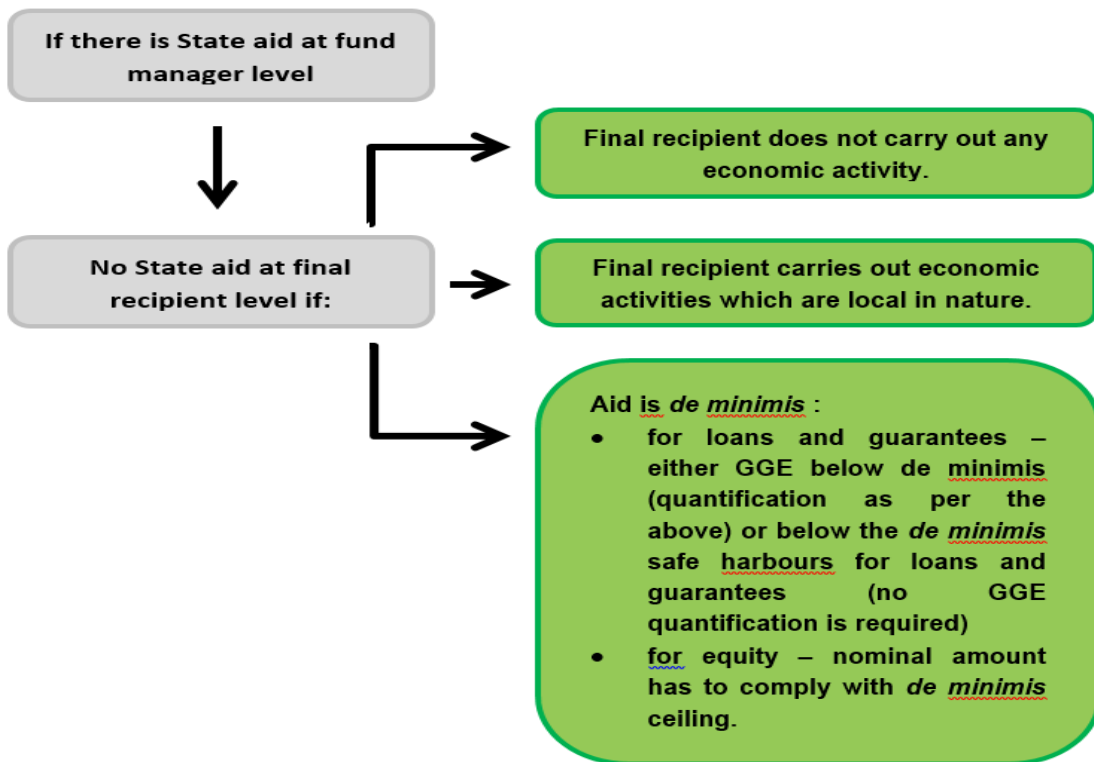 If there is State aid at fund
manager level
Final recipient does not carry out any
economic activity.
No State aid at final
recipient level if:
Final recipient carries out economic
activities which are local in nature.
Aid is de minimis :
• for loans and guarantees –
either GGE below de minimis
(quantification as per the
above) or below the de minimis
safe harbours for loans and
guarantees (no GGE
quantification is required)
• for equity – nominal amount
has to comply with de minimis
ceiling.